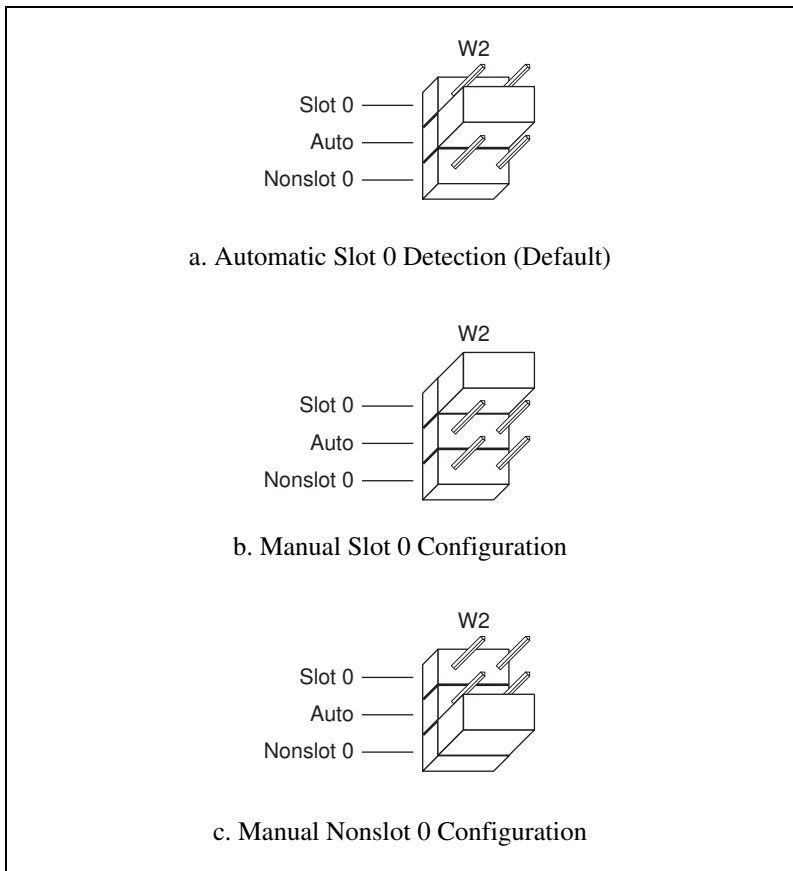 W2
Slot 0
Auto
Nonslot 0
a. Automatic Slot 0 Detection (Default)
W2
Slot 0
Auto
Nonslot 0
b. Manual Slot 0 Configuration
W2
Slot 0
Auto
Nonslot 0
c. Manual Nonslot 0 Configuration